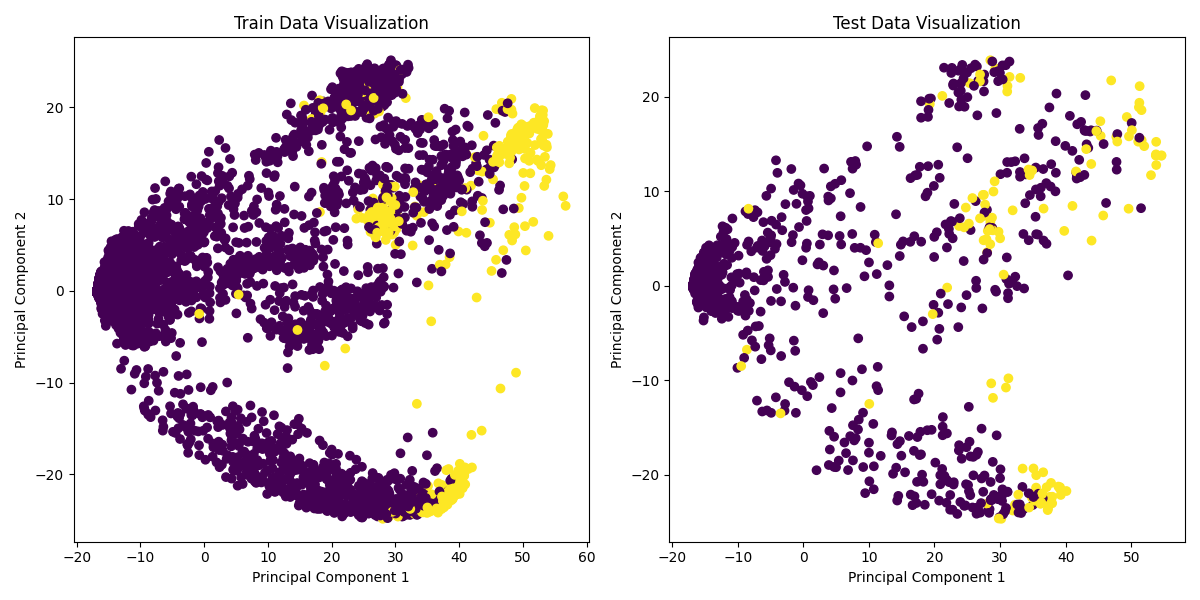 Train Data Visualization
20
10
0
−10
−20
−20 −10 0 10 20 30 40 50 60
Principal Component 1
Principal Component 2
Test Data Visualization
20
10
0
−10
−20
−20 −10 0 10 20 30 40 50
Principal Component 1
Principal Component 2